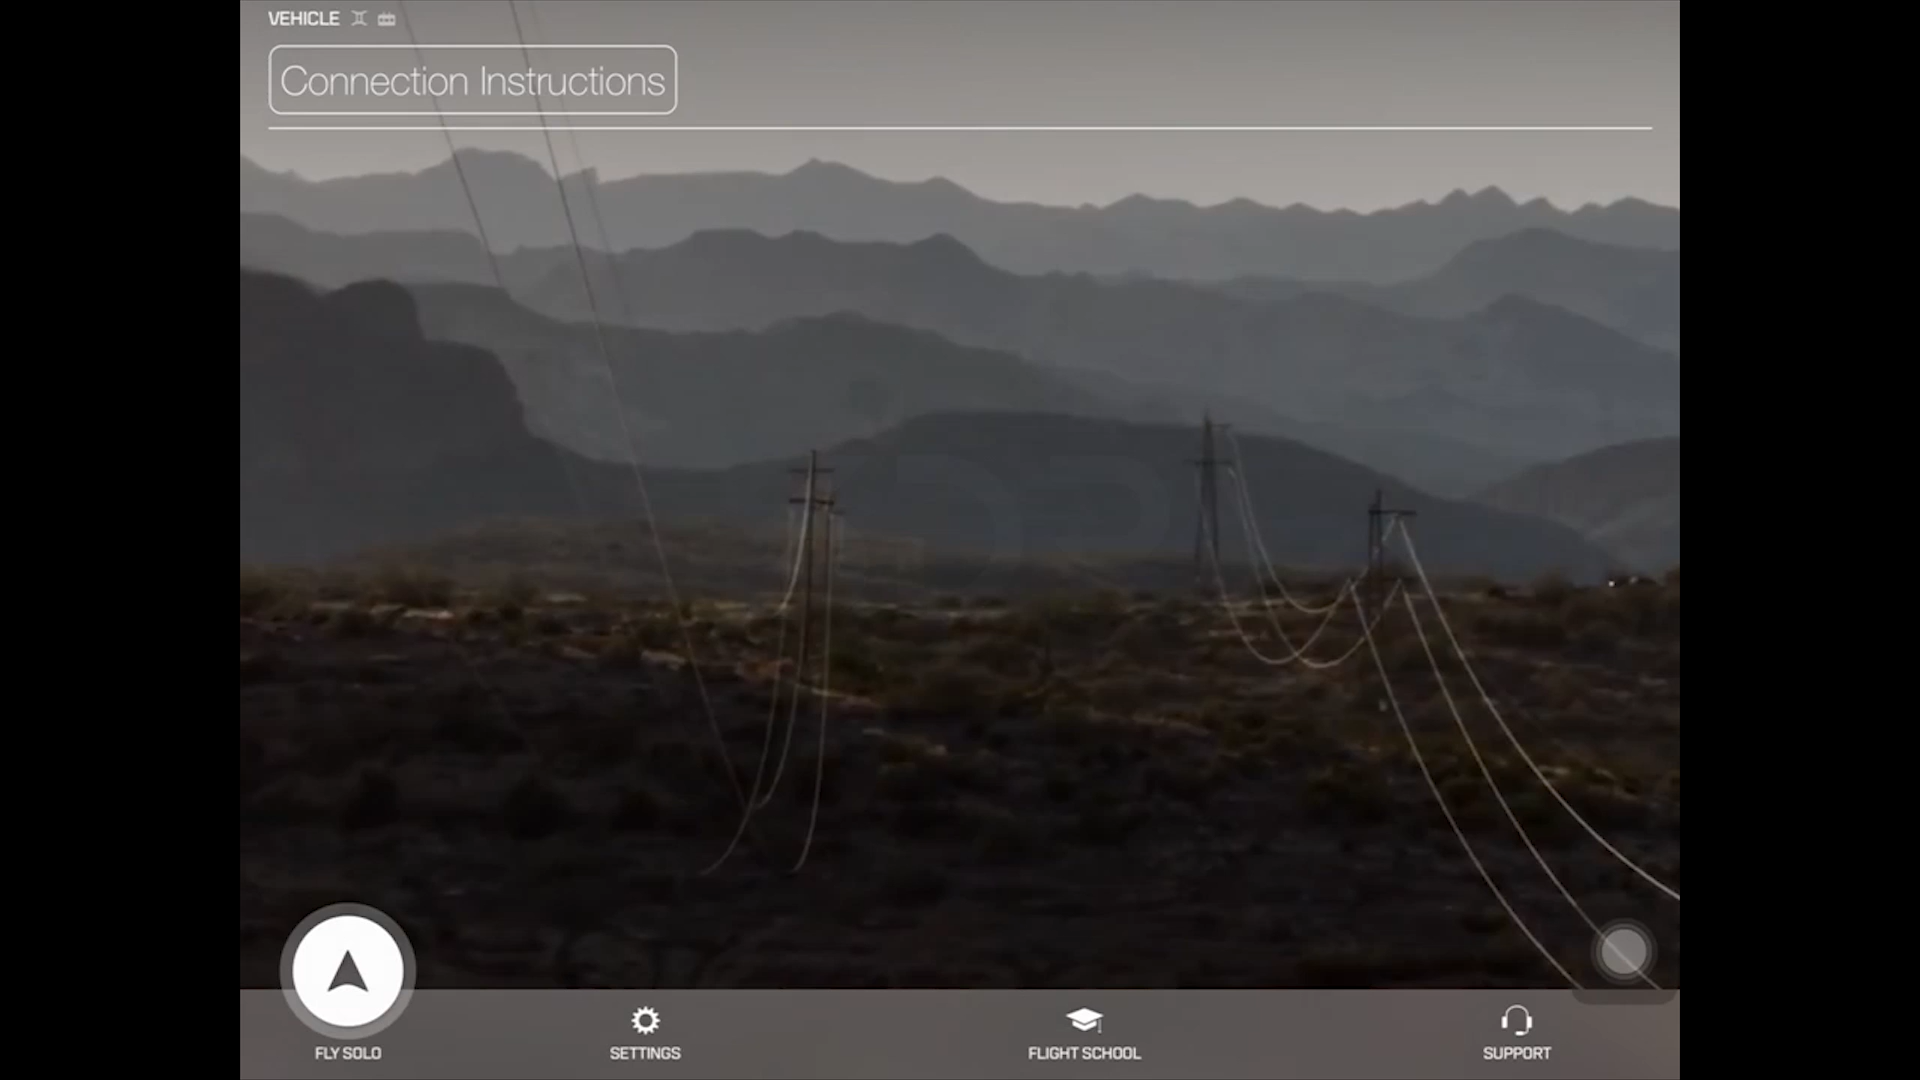 VEHICLE
Connection Instructions
FLY SOLO
SETTINGS
FLIGHT SCHOOL
SUPPORT